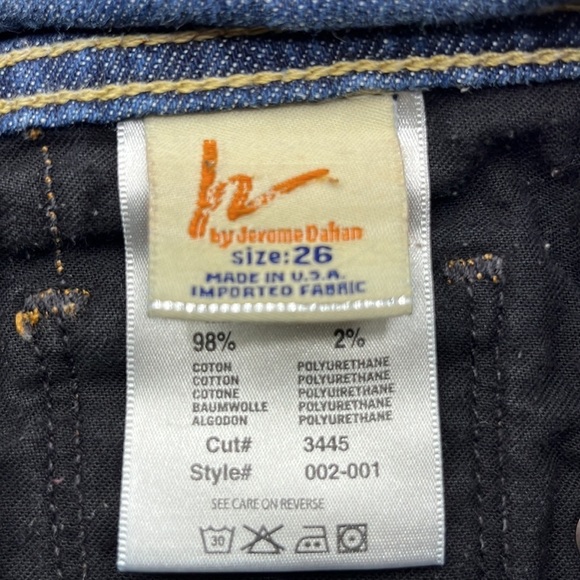 by Jerome Dahan
size: 26
MADE IN U.S.A.
IMPORTED FABRIC
98% 2%
COTON POLYURETHANE
COTTON POLYURETHANE
COTONE POLYURETHANE
BAUMWOLLE POLYURETHANE
ALGODON POLYURETHANE
Cut# 3445
Style# 002-001
SEE CARE ON REVERSE
30